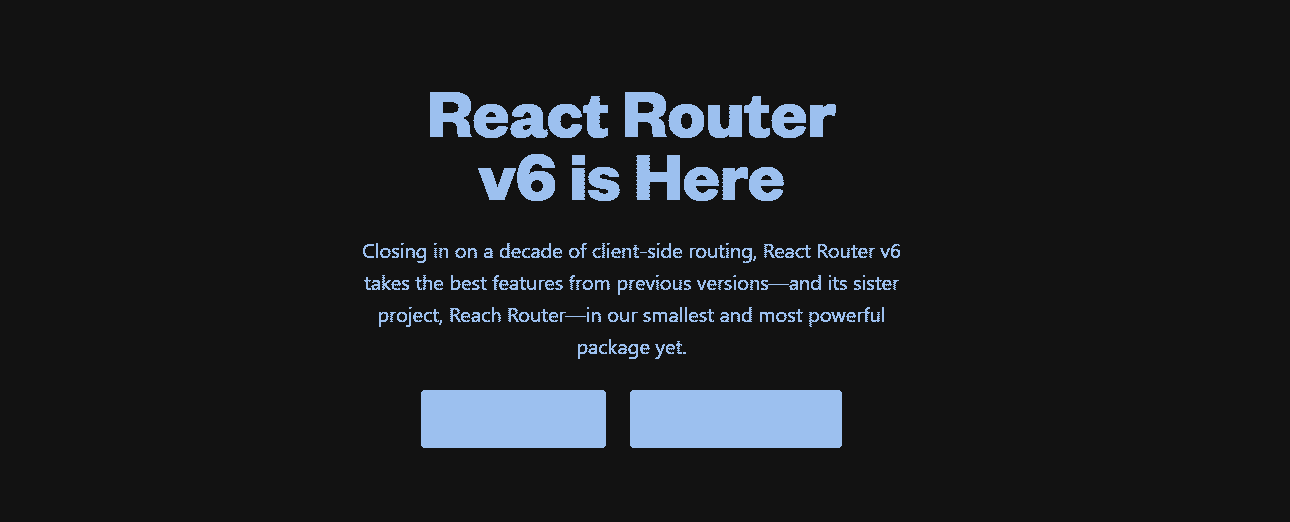 React Router
v6 is Here
Closing in on a decade of client-side routing, React Router v6
takes the best features from previous versions—and its sister
project, Reach Router—in our smallest and most powerful
package yet.